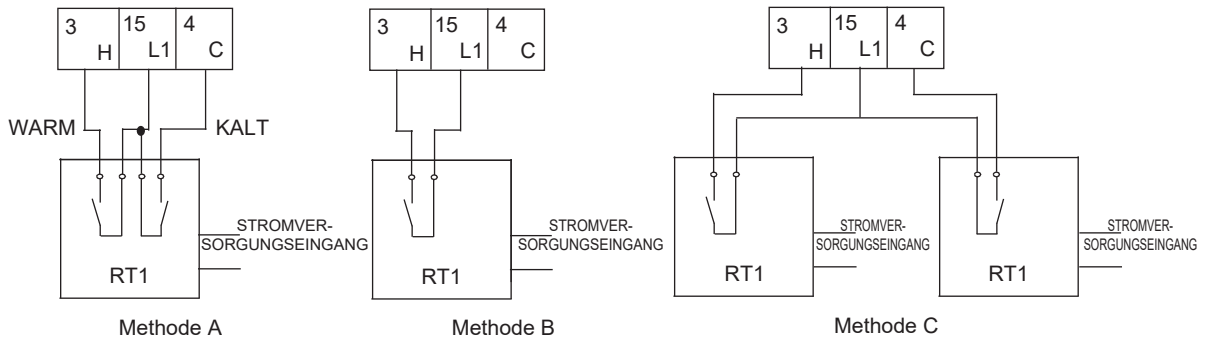 3 15 4
H L1 C
WARM KALT
STROMVER-
SORGUNGSEINGANG
RT1
Methode A
3 15 4
H L1 C
STROMVER-
SORGUNGSEINGANG
RT1
Methode B
3 15 4
H L1 C
STROMVER-
SORGUNGSEINGANG
RT1
STROMVER-
SORGUNGSEINGANG
RT1
Methode C